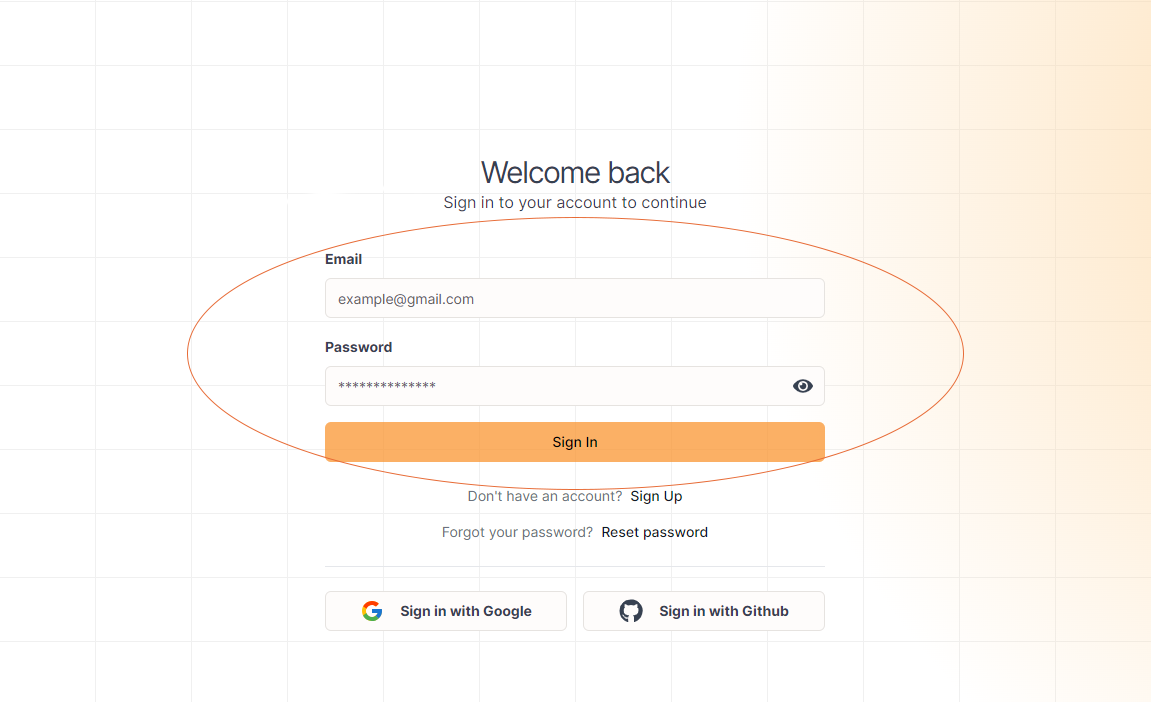 Welcome back
Sign in to your account to continue
Email
example@gmail.com
Password
**************
Sign In
Don't have an account? Sign Up
Forgot your password? Reset password
Sign in with Google
Sign in with Github